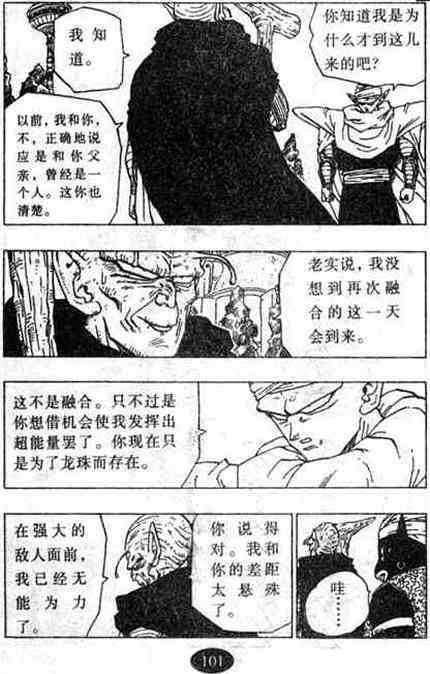 你知道我是为
什么才到这儿
来的吧?
我知
道。
以前,我和你,
不,正确地说
应是和你父
亲,曾经是一
个人。这你也
清楚。
老实说,我没
想到再次融
合的这一天
会到来。
这不是融合。只不过是
你想借机会使我发挥出
超能量罢了。你现在只
是为了龙珠而存在。
哇
……
你说得
对。我和
你的差距
太悬殊
了。
在强大的
敌人面前,
我已经无
能为力
了。
101